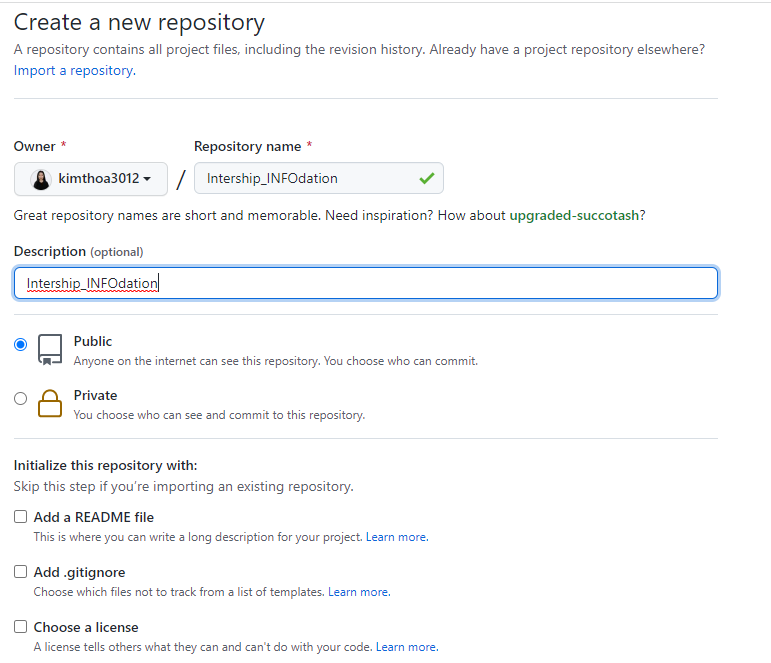 Create a new repository
A repository contains all project files, including the revision history. Already have a project repository elsewhere?
Import a repository.
Owner * Repository name *
kimthoa3012 / Intership_INFOdation
Great repository names are short and memorable. Need inspiration? How about upgraded-succotash?
Description (optional)
Intership_INFOdation
Public
Anyone on the internet can see this repository. You choose who can commit.
Private
You choose who can see and commit to this repository.
Initialize this repository with:
Skip this step if you're importing an existing repository.
Add a README file
This is where you can write a long description for your project. Learn more.
Add .gitignore
Choose which files not to track from a list of templates. Learn more.
Choose a license
A license tells others what they can and can't do with your code. Learn more.